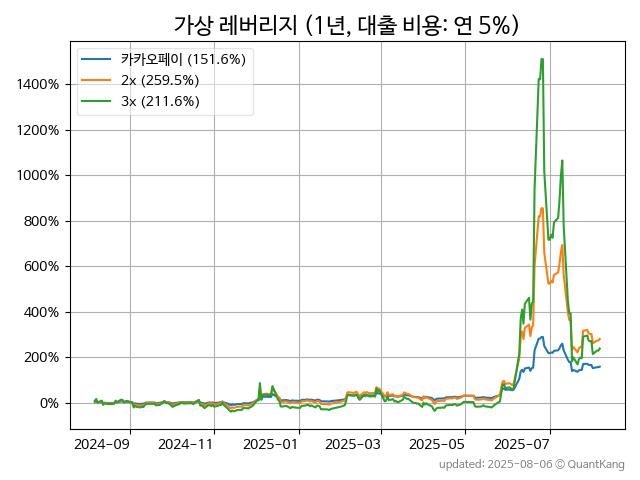 가상 레버리지 (1년, 대출 비용: 연 5%)
카카오페이 (151.6%)
2x (259.5%)
3x (211.6%)
1400%
1200%
1000%
800%
600%
400%
200%
0%
2024-09 2024-11 2025-01 2025-03 2025-05 2025-07
updated: 2025-08-06 © QuantKang